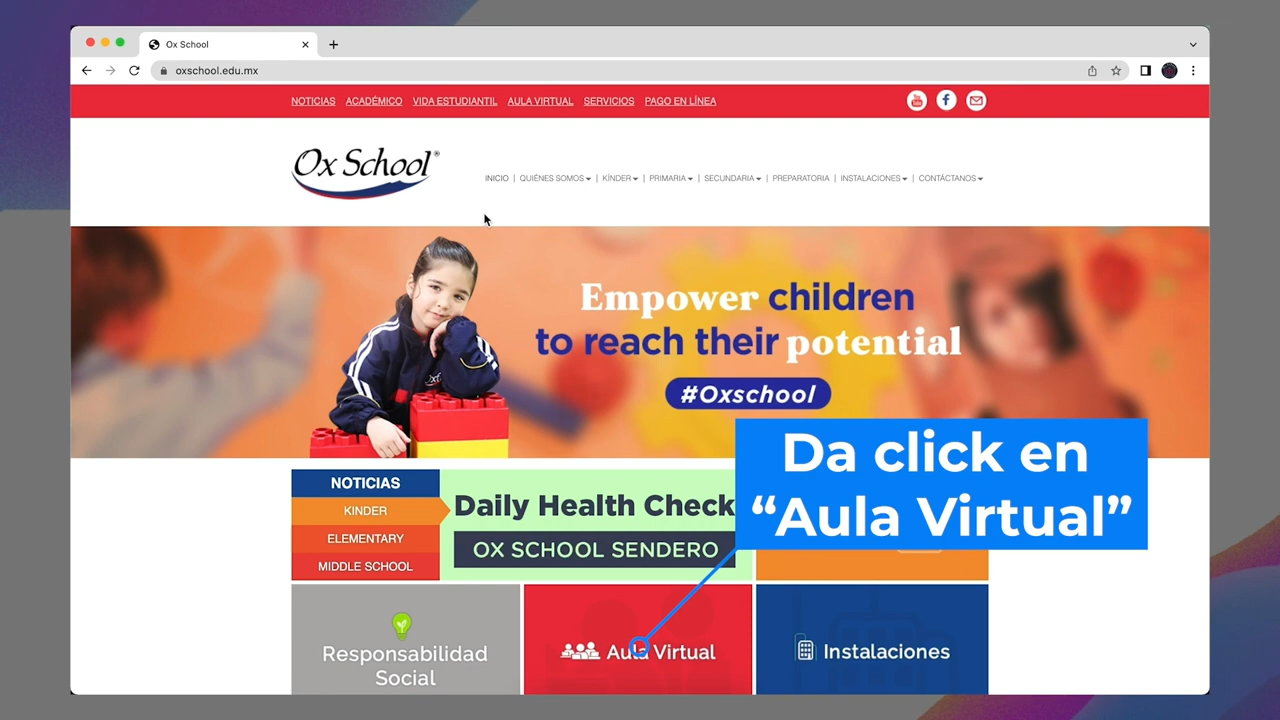 Ox School
oxschool.edu.mx
NOTICIAS ACADÉMICO VIDA ESTUDIANTIL AULA VIRTUAL SERVICIOS PAGO EN LÍNEA
Ox School®
INICIO | QUIÉNES SOMOS | KÍNDER | PRIMARIA | SECUNDARIA | PREPARATORIA | INSTALACIONES | CONTÁCTANOS
Empower children
to reach their potential
#Oxschool
Da click en
“Aula Virtual”
NOTICIAS
KINDER
ELEMENTARY
MIDDLE SCHOOL
Daily Health Check
OX SCHOOL SENDERO
Responsabilidad
Social
Aula Virtual
Instalaciones